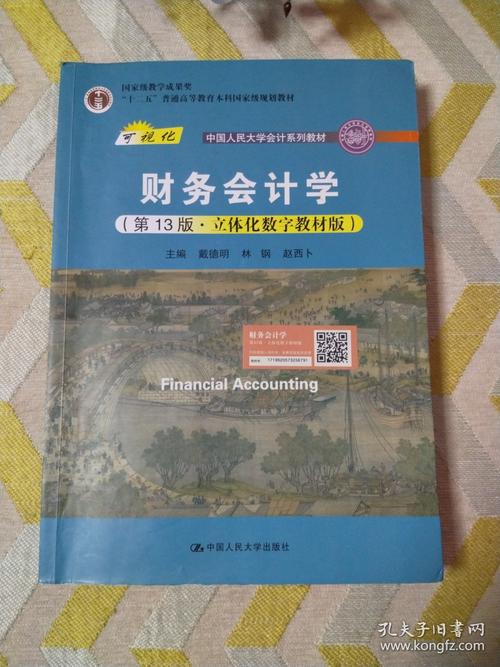 国家级教学成果奖
“十二五”普通高等教育本科国家级规划教材
可视化
中国人民大学会计系列教材
财务会计学
（第13版·立体化数字教材版）
主编 戴德明 林 钢 赵西卜
财务会计学
Financial Accounting
中国人民大学出版社
孔夫子旧书网
www.kongfz.com